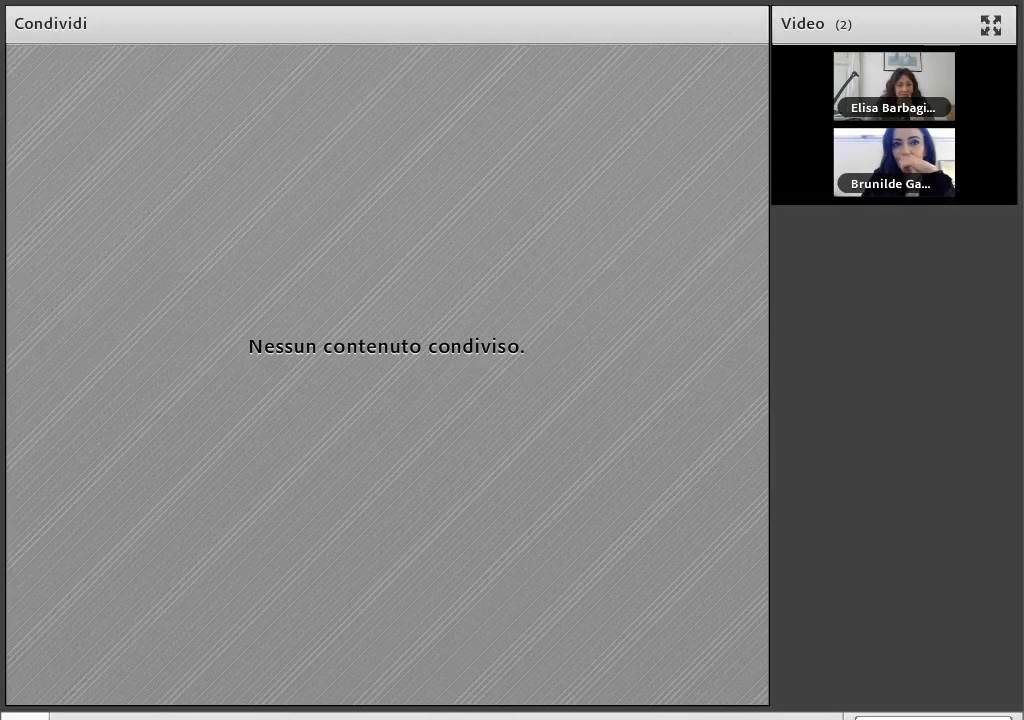 Condividi
Video (2)
Elisa Barbagi...
Brunilde Ga...
Nessun contenuto condiviso.